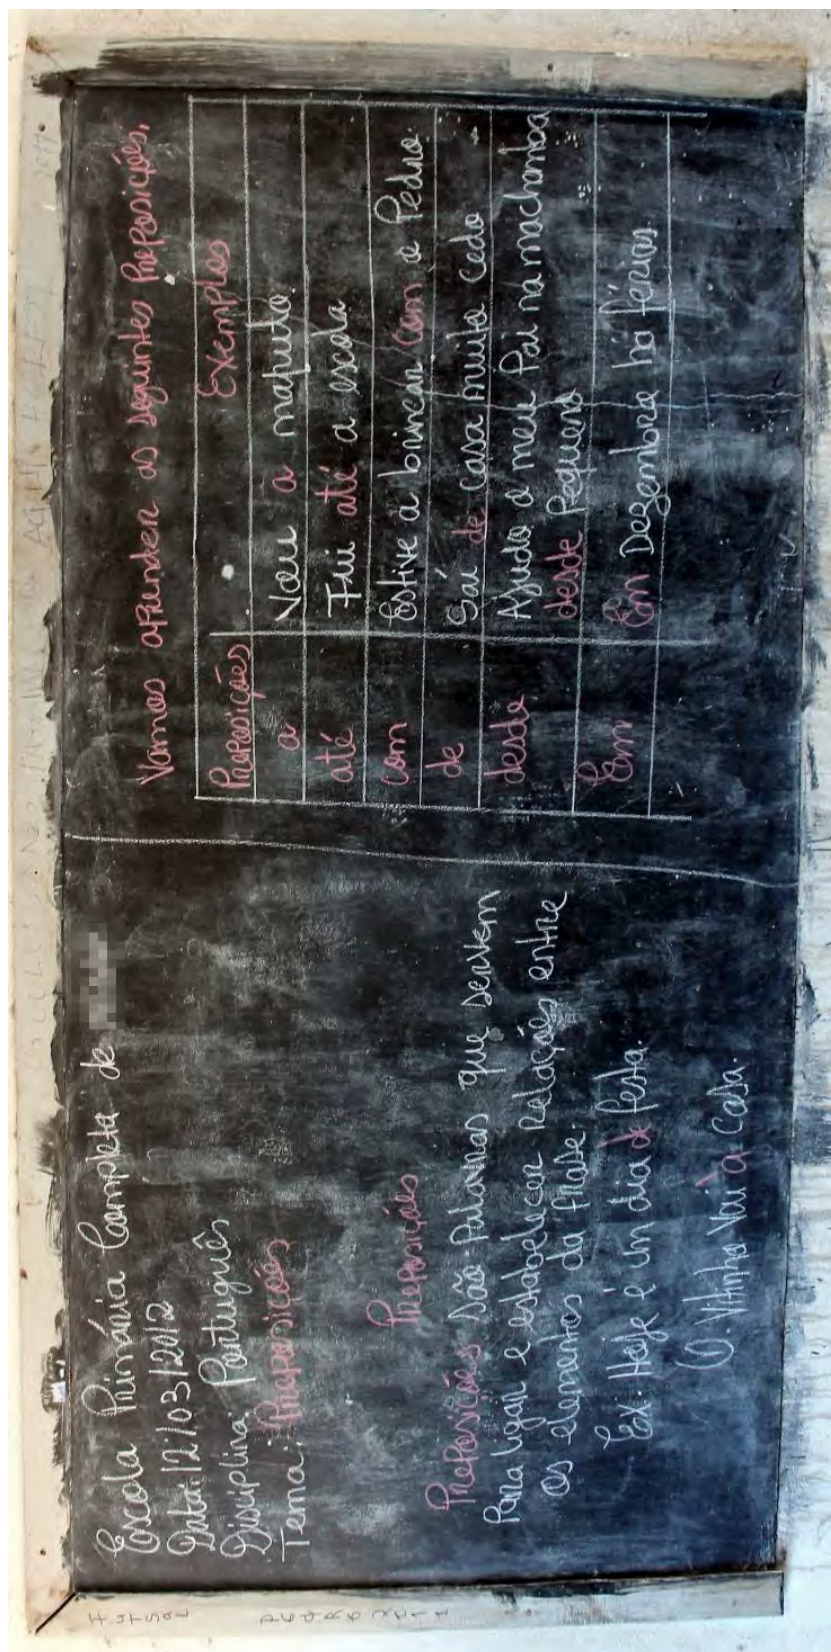 Escola Primária Completa de
Data: 12/03/2012
Disciplina: Português
Tema: Preposições
Preposições
Preposições são Palavras que servem
Para ligar e estabelecer Relações entre
os elementos da frase.
Ex: Hoje é um dia de festa.
O. Vitinho Vai à Casa.
Vamos aprender as seguintes Preposições.
Preposições Exemplos
a Vou a maputo.
até Fui até a escola
com Estive a brincar com o Pedro
de Saí de casa muito cedo
desde Ajudo o meu Pai na machamba
desde Pequeno
Em Em Dezembro há férias.
FUTSAL